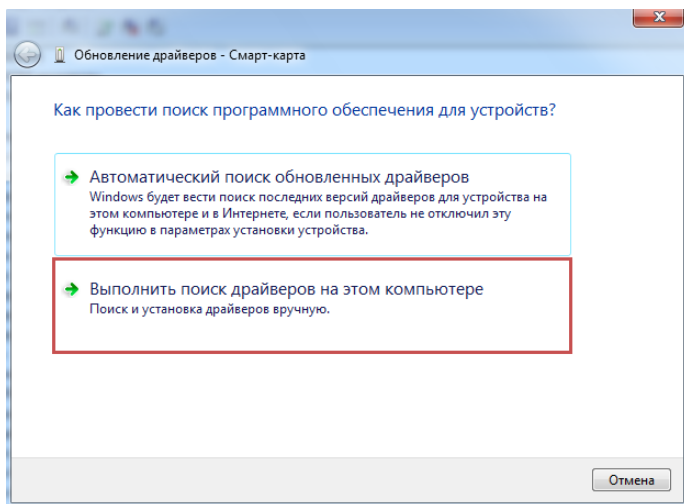 Обновление драйверов - Смарт-карта
Как провести поиск программного обеспечения для устройств?
Автоматический поиск обновленных драйверов
Windows будет вести поиск последних версий драйверов для устройства на
этом компьютере и в Интернете, если пользователь не отключил эту
функцию в параметрах установки устройства.
Выполнить поиск драйверов на этом компьютере
Поиск и установка драйверов вручную.
Отмена